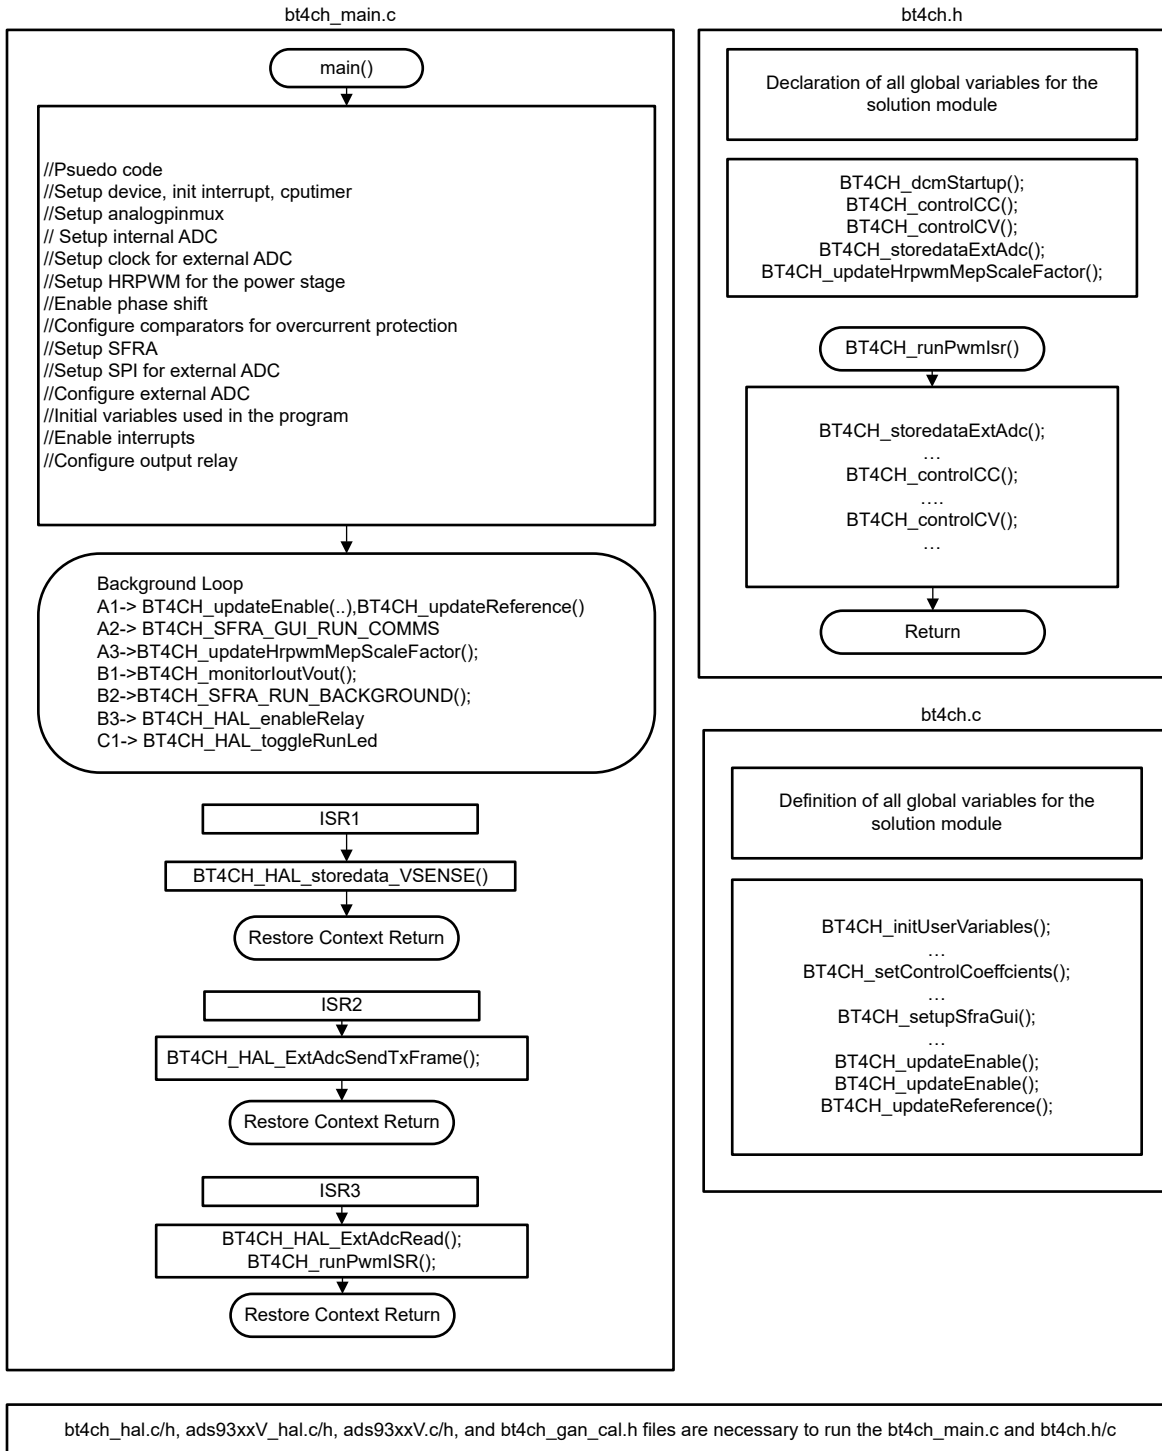 bt4ch_main.c
main()
//Psuedo code
//Setup device, init interrupt, cputimer
//Setup analogpinmux
// Setup internal ADC
//Setup clock for external ADC
//Setup HRPWM for the power stage
//Enable phase shift
//Configure comparators for overcurrent protection
//Setup SFRA
//Setup SPI for external ADC
//Configure external ADC
//Initial variables used in the program
//Enable interrupts
//Configure output relay
Background Loop
A1-> BT4CH_updateEnable(..),BT4CH_updateReference()
A2-> BT4CH_SFRA_GUI_RUN_COMMS
A3->BT4CH_updateHrpwmMepScaleFactor();
B1->BT4CH_monitorIoutVout();
B2->BT4CH_SFRA_RUN_BACKGROUND();
B3-> BT4CH_HAL_enableRelay
C1-> BT4CH_HAL_toggleRunLed
ISR1
BT4CH_HAL_storedata_VSENSE()
Restore Context Return
ISR2
BT4CH_HAL_ExtAdcSendTxFrame();
Restore Context Return
ISR3
BT4CH_HAL_ExtAdcRead();
BT4CH_runPwmISR();
Restore Context Return
bt4ch.h
Declaration of all global variables for the
solution module
BT4CH_dcmStartup();
BT4CH_controlCC();
BT4CH_controlCV();
BT4CH_storedataExtAdc();
BT4CH_updateHrpwmMepScaleFactor();
BT4CH_runPwmIsr()
BT4CH_storedataExtAdc();
…
BT4CH_controlCC();
….
BT4CH_controlCV();
…
Return
bt4ch.c
Definition of all global variables for the
solution module
BT4CH_initUserVariables();
…
BT4CH_setControlCoeffcients();
…
BT4CH_setupSfraGui();
…
BT4CH_updateEnable();
BT4CH_updateEnable();
BT4CH_updateReference();
bt4ch_hal.c/h, ads93xxV_hal.c/h, ads93xxV.c/h, and bt4ch_gan_cal.h files are necessary to run the bt4ch_main.c and bt4ch.h/c